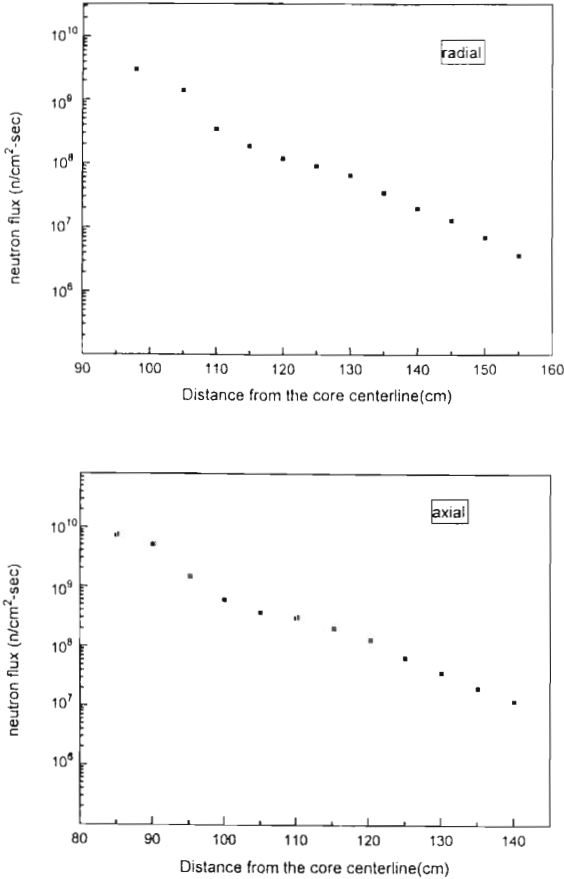 radial
10^10
10^9
10^8
10^7
10^6
neutron flux (n/cm^2-sec)
90 100 110 120 130 140 150 160
Distance from the core centerline(cm)
axial
10^10
10^9
10^8
10^7
10^6
neutron flux (n/cm^2-sec)
80 90 100 110 120 130 140
Distance from the core centerline(cm)